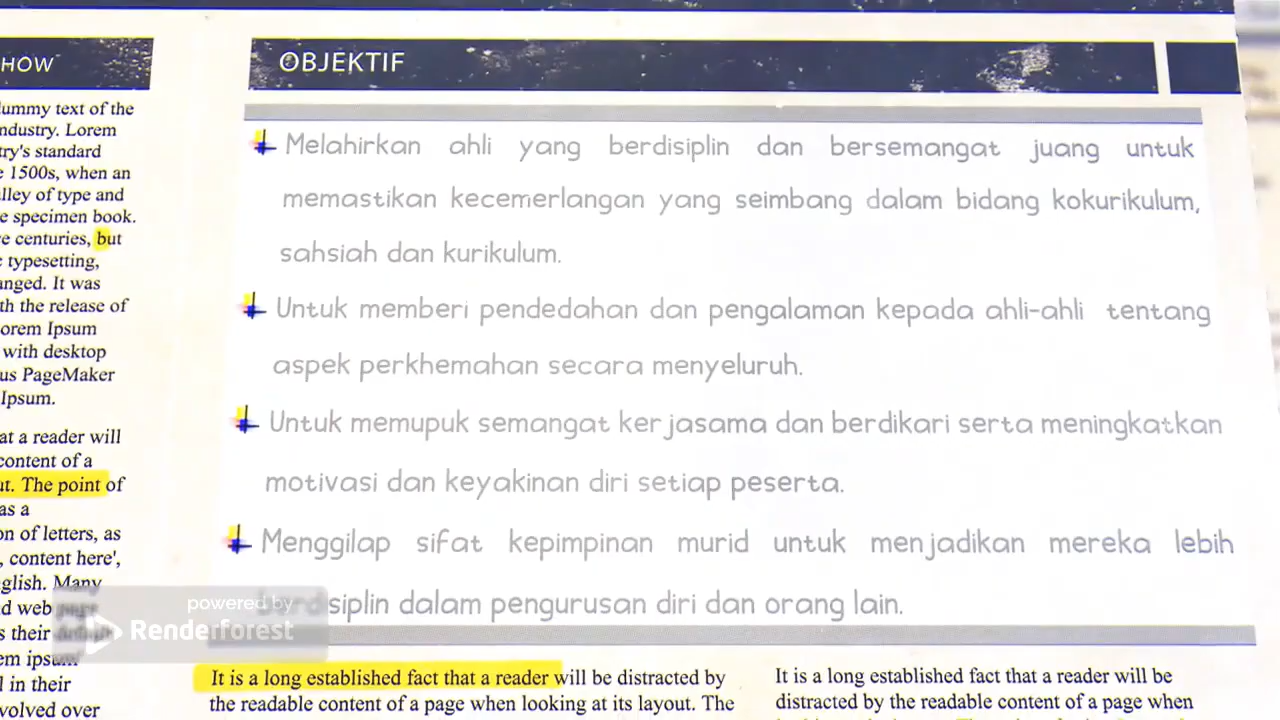 HOW
OBJEKTIF
Melahirkan ahli yang berdisiplin dan bersemangat juang untuk
memastikan kecemerlangan yang seimbang dalam bidang kokurikulum,
sahsiah dan kurikulum.
Untuk memberi pendedahan dan pengalaman kepada ahli-ahli tentang
aspek perkhemahan secara menyeluruh.
Untuk memupuk semangat kerjasama dan berdikari serta meningkatkan
motivasi dan keyakinan diri setiap peserta.
Menggilap sifat kepimpinan murid untuk menjadikan mereka lebih
berdisiplin dalam pengurusan diri dan orang lain.
ummy text of the
ndustry. Lorem
try's standard
1500s, when an
lley of type and
e specimen book.
e centuries, but
typesetting,
anged. It was
th the release of
orem Ipsum
with desktop
us PageMaker
Ipsum.
at a reader will
content of a
ut. The point of
as a
on of letters, as
, content here',
glish. Many
d web page
s their
em ipsum'
l in their
volved over
powered by
Renderforest
It is a long established fact that a reader will be distracted by
the readable content of a page when looking at its layout. The
It is a long established fact that a reader will be
distracted by the readable content of a page when